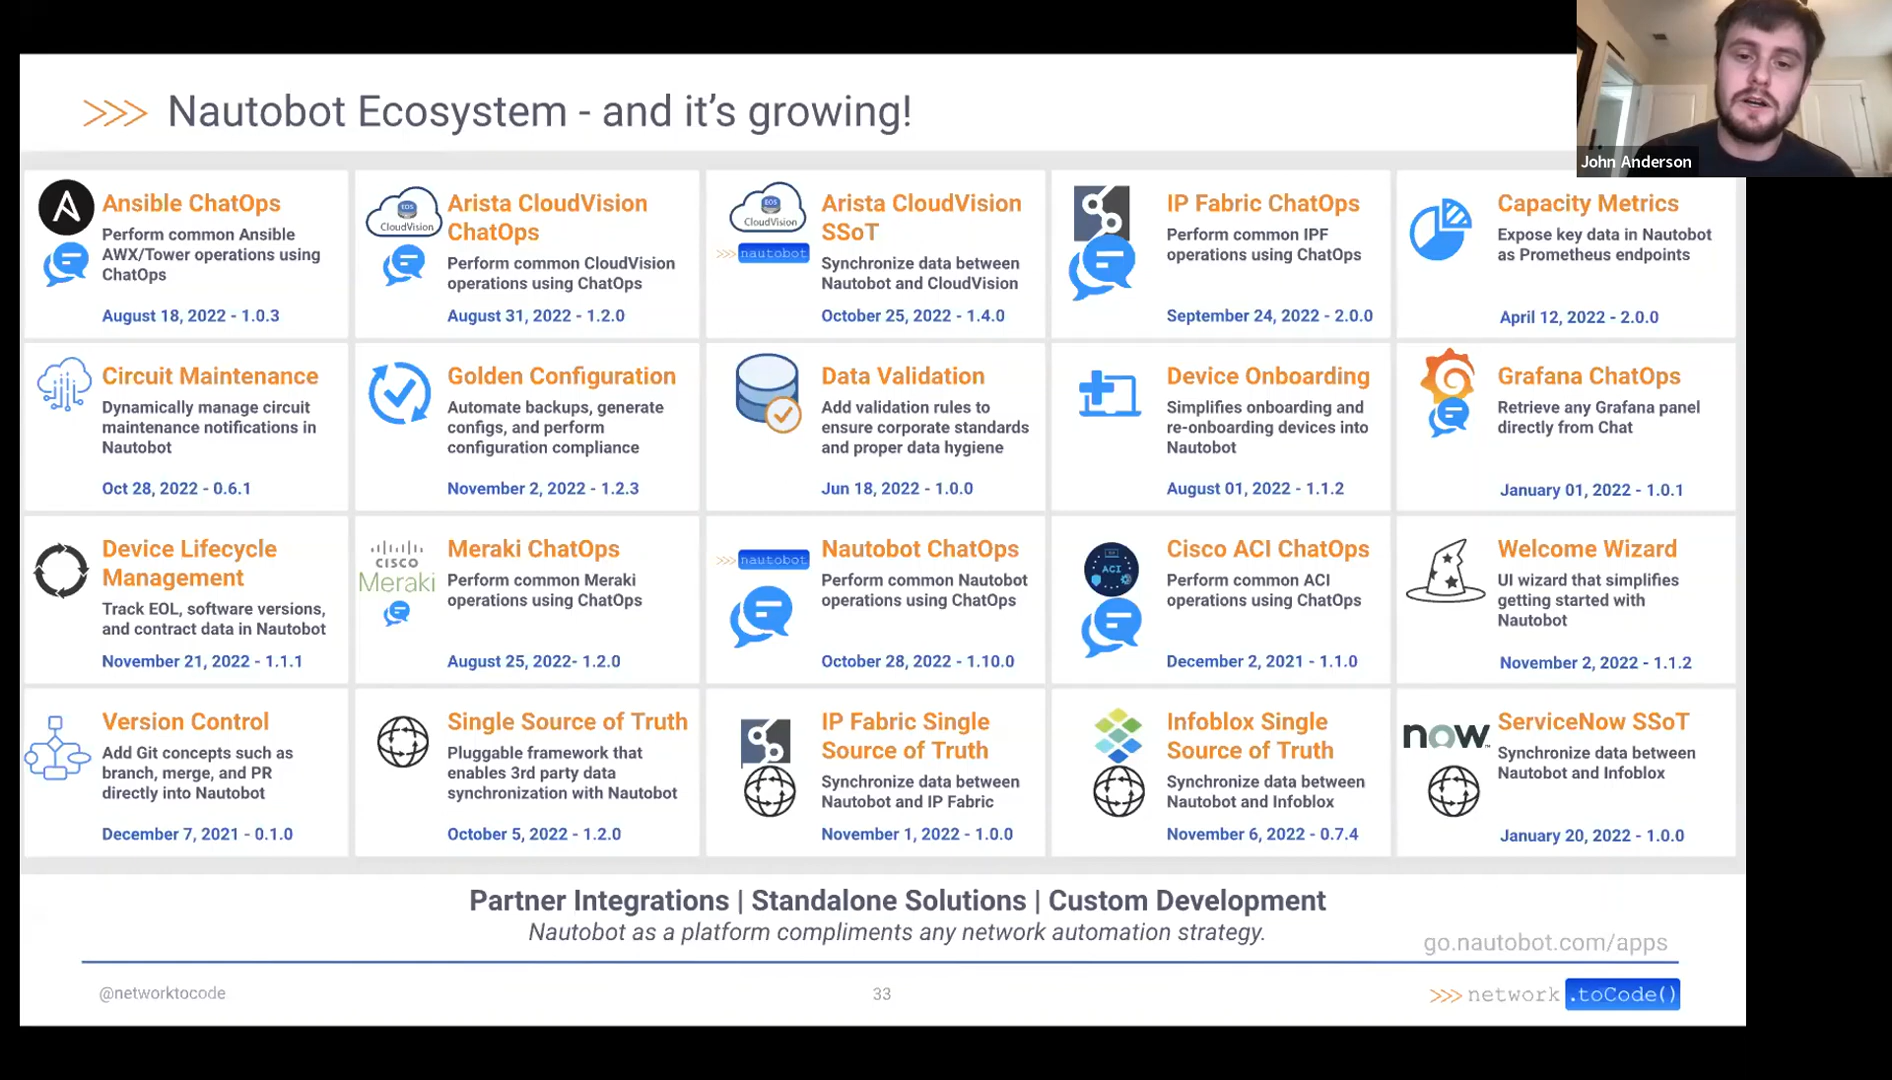 Nautobot Ecosystem - and it's growing!
John Anderson
Ansible ChatOps
Perform common Ansible
AWX/Tower operations using
ChatOps
August 18, 2022 - 1.0.3
EOS
CloudVision
Arista CloudVision
ChatOps
Perform common CloudVision
operations using ChatOps
August 31, 2022 - 1.2.0
EOS
CloudVision
>>> nautobot
Arista CloudVision
SSoT
Synchronize data between
Nautobot and CloudVision
October 25, 2022 - 1.4.0
IP Fabric ChatOps
Perform common IPF
operations using ChatOps
September 24, 2022 - 2.0.0
Capacity Metrics
Expose key data in Nautobot
as Prometheus endpoints
April 12, 2022 - 2.0.0
Circuit Maintenance
Dynamically manage circuit
maintenance notifications in
Nautobot
Oct 28, 2022 - 0.6.1
Golden Configuration
Automate backups, generate
configs, and perform
configuration compliance
November 2, 2022 - 1.2.3
Data Validation
Add validation rules to
ensure corporate standards
and proper data hygiene
Jun 18, 2022 - 1.0.0
Device Onboarding
Simplifies onboarding and
re-onboarding devices into
Nautobot
August 01, 2022 - 1.1.2
Grafana ChatOps
Retrieve any Grafana panel
directly from Chat
January 01, 2022 - 1.0.1
Device Lifecycle
Management
Track EOL, software versions,
and contract data in Nautobot
November 21, 2022 - 1.1.1
CISCO
Meraki
Meraki ChatOps
Perform common Meraki
operations using ChatOps
August 25, 2022- 1.2.0
>>> nautobot
Nautobot ChatOps
Perform common Nautobot
operations using ChatOps
October 28, 2022 - 1.10.0
ACI
Cisco ACI ChatOps
Perform common ACI
operations using ChatOps
December 2, 2021 - 1.1.0
Welcome Wizard
UI wizard that simplifies
getting started with
Nautobot
November 2, 2022 - 1.1.2
Version Control
Add Git concepts such as
branch, merge, and PR
directly into Nautobot
December 7, 2021 - 0.1.0
Single Source of Truth
Pluggable framework that
enables 3rd party data
synchronization with Nautobot
October 5, 2022 - 1.2.0
IP Fabric Single
Source of Truth
Synchronize data between
Nautobot and IP Fabric
November 1, 2022 - 1.0.0
Infoblox Single
Source of Truth
Synchronize data between
Nautobot and Infoblox
November 6, 2022 - 0.7.4
now
ServiceNow SSoT
Synchronize data between
Nautobot and Infoblox
January 20, 2022 - 1.0.0
Partner Integrations | Standalone Solutions | Custom Development
Nautobot as a platform compliments any network automation strategy.
go.nautobot.com/apps
@networktocode
33
>>> network .toCode()